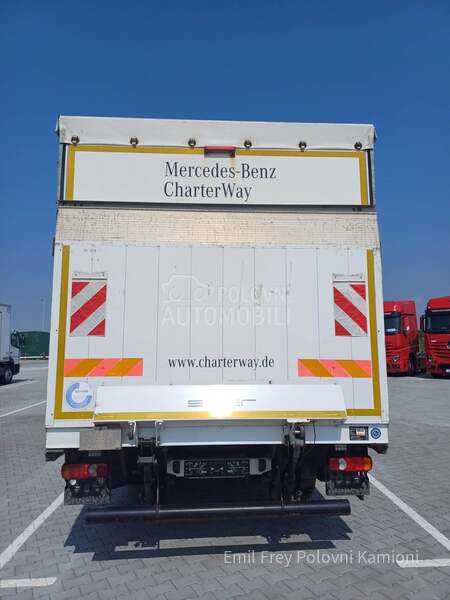 Mercedes-Benz
CharterWay
POLOVNI
AUTOMOBILI
www.charterway.de
Emil Frey Polovni Kamioni